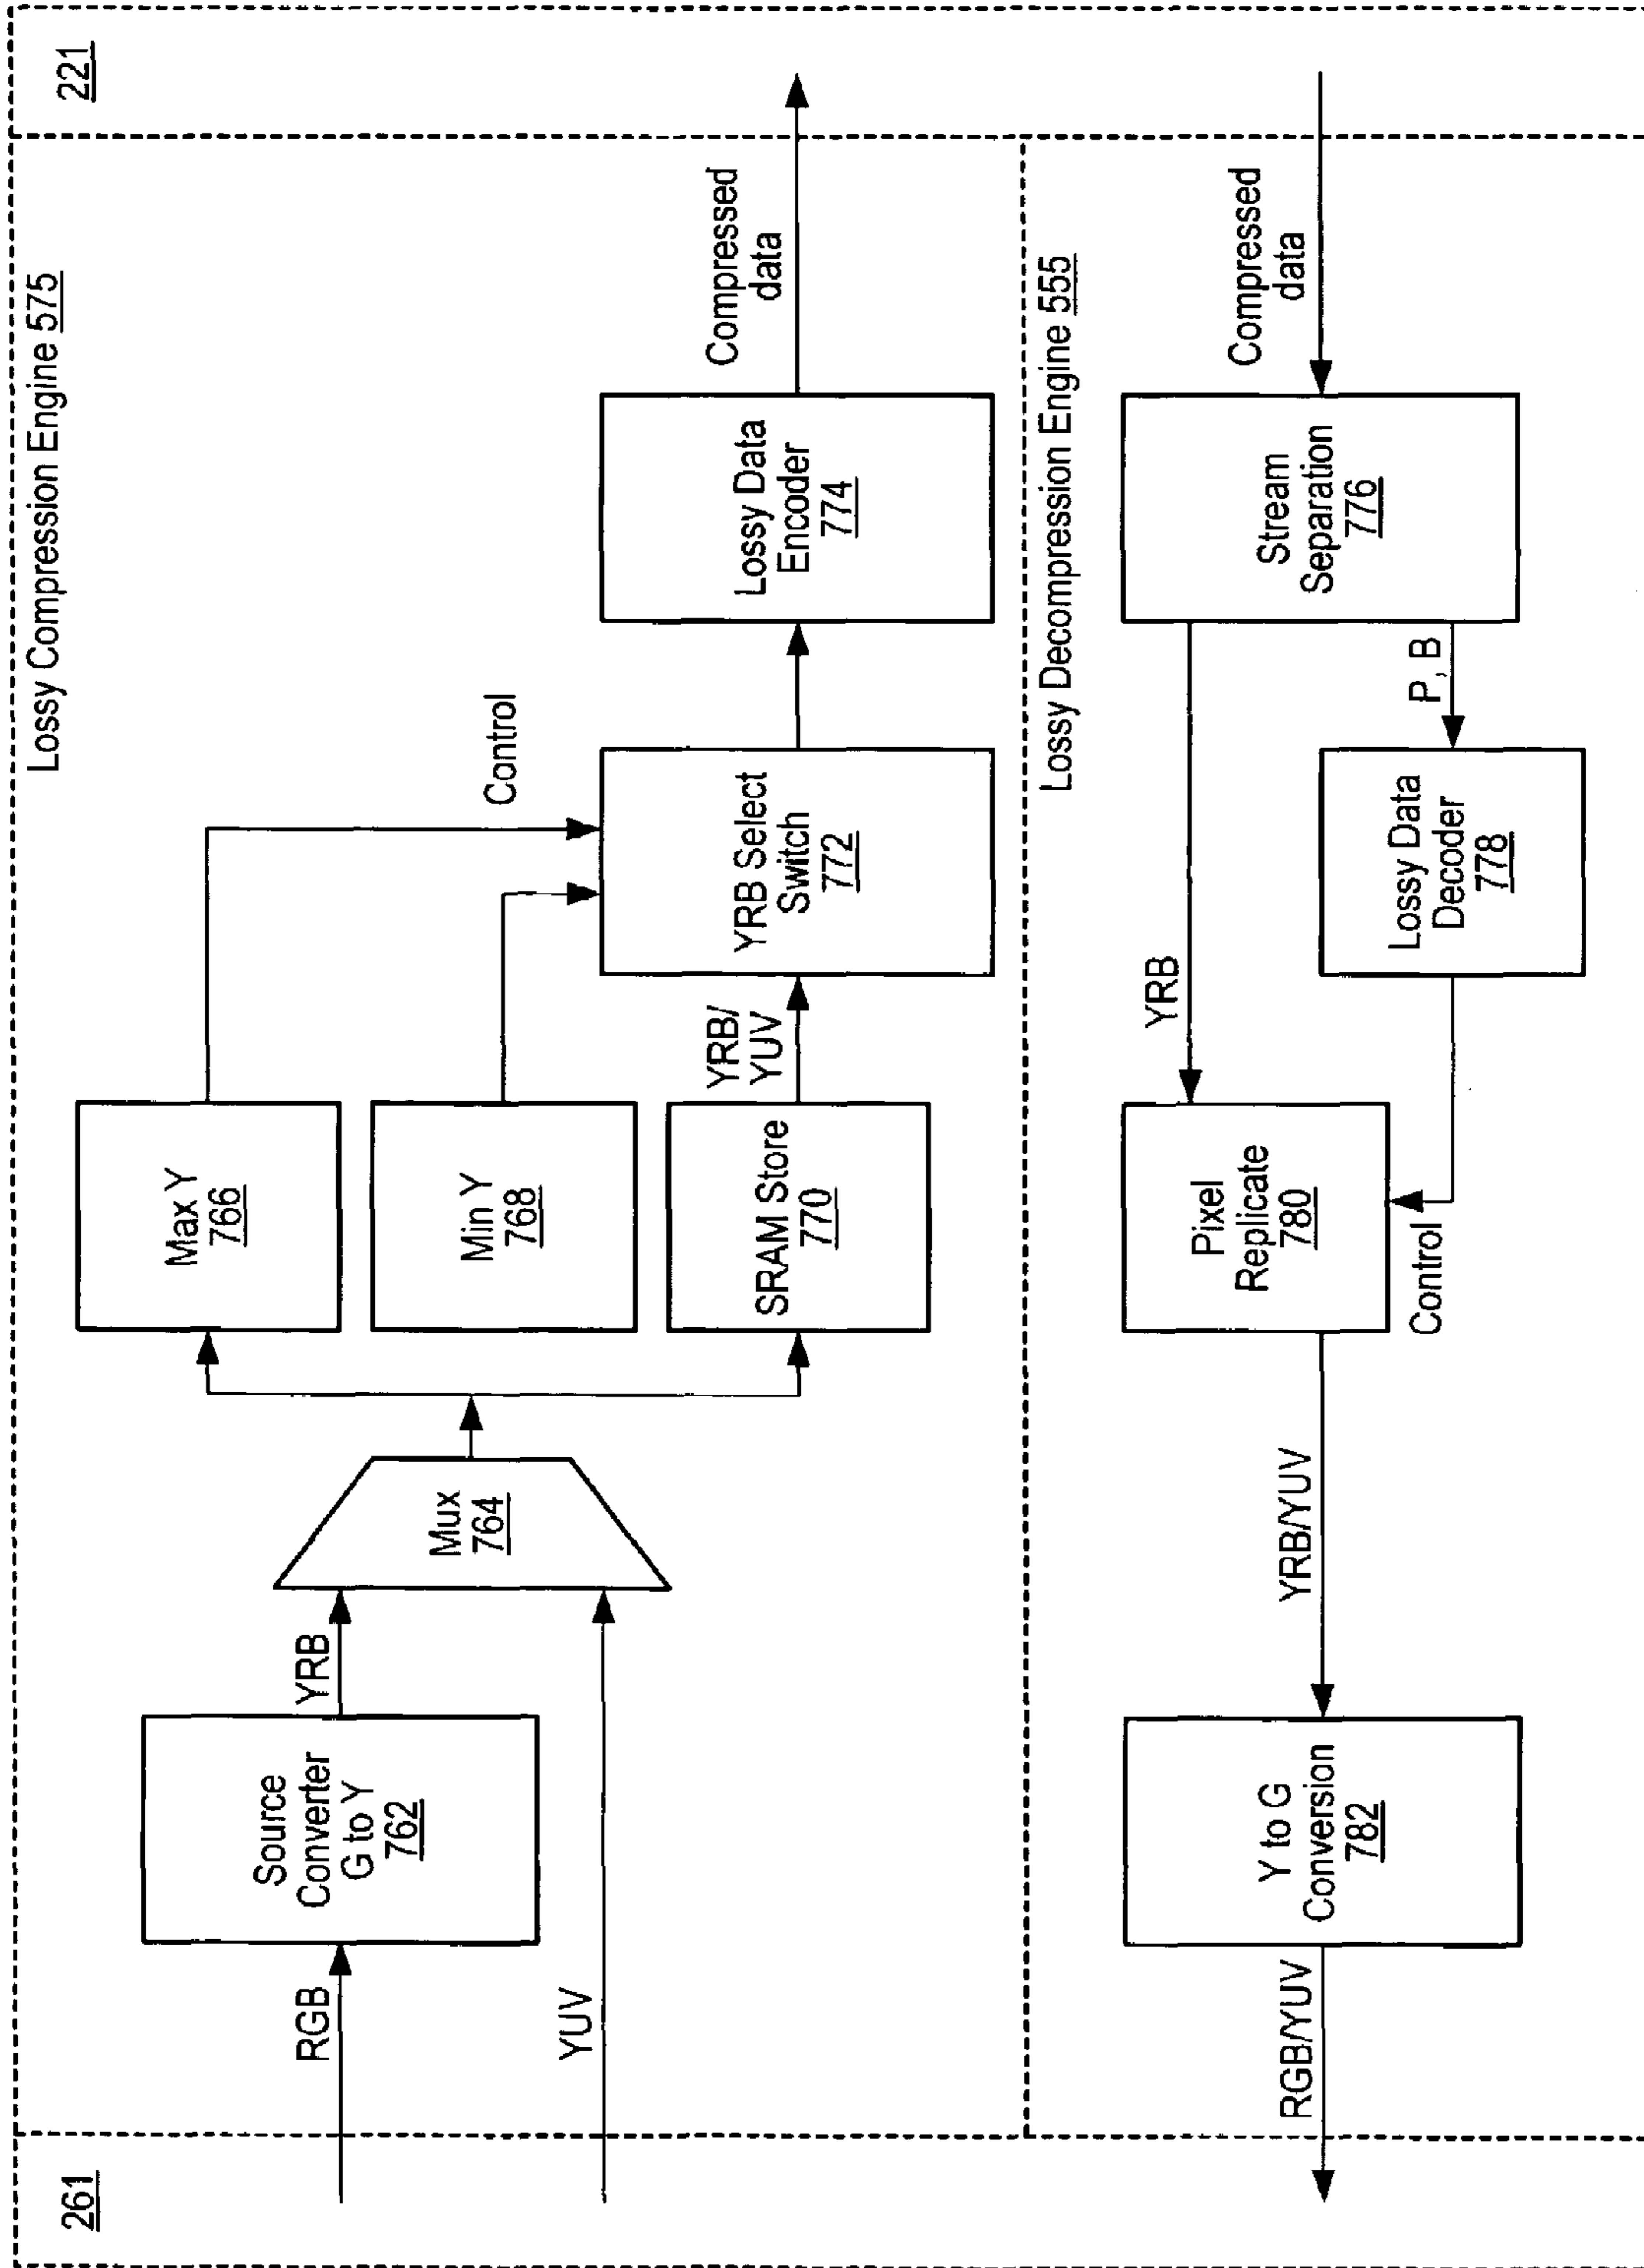 Lossy Compression Engine 575
221
261
RGB
Source
Converter
G to Y
762
YRB
YUV
Mux
764
Max Y
766
Min Y
768
SRAM Store
770
YRB/
YUV
Control
YRB Select
Switch
772
Lossy Data
Encoder
774
Compressed
data
Lossy Decompression Engine 555
RGB/YUV
Y to G
Conversion
782
YRB/YUV
Pixel
Replicate
780
Control
YRB
Lossy Data
Decoder
778
P, B
Stream
Separation
776
Compressed
data